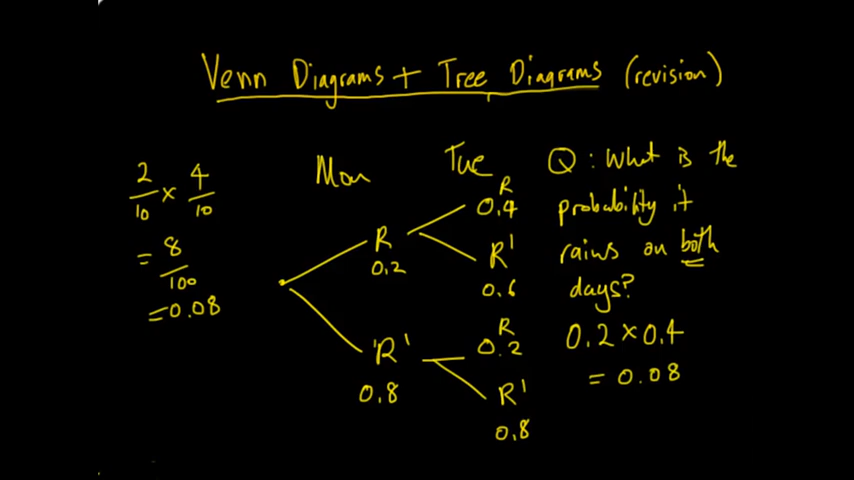 Venn Diagrams + Tree Diagrams (revision)
2/10 × 4/10
= 8/100
= 0.08
Mon
Tue
R
0.2
R'
0.8
R
0.4
R'
0.6
R
0.2
R'
0.8
Q: What is the
probability it
rains on both
days?
0.2 × 0.4
= 0.08